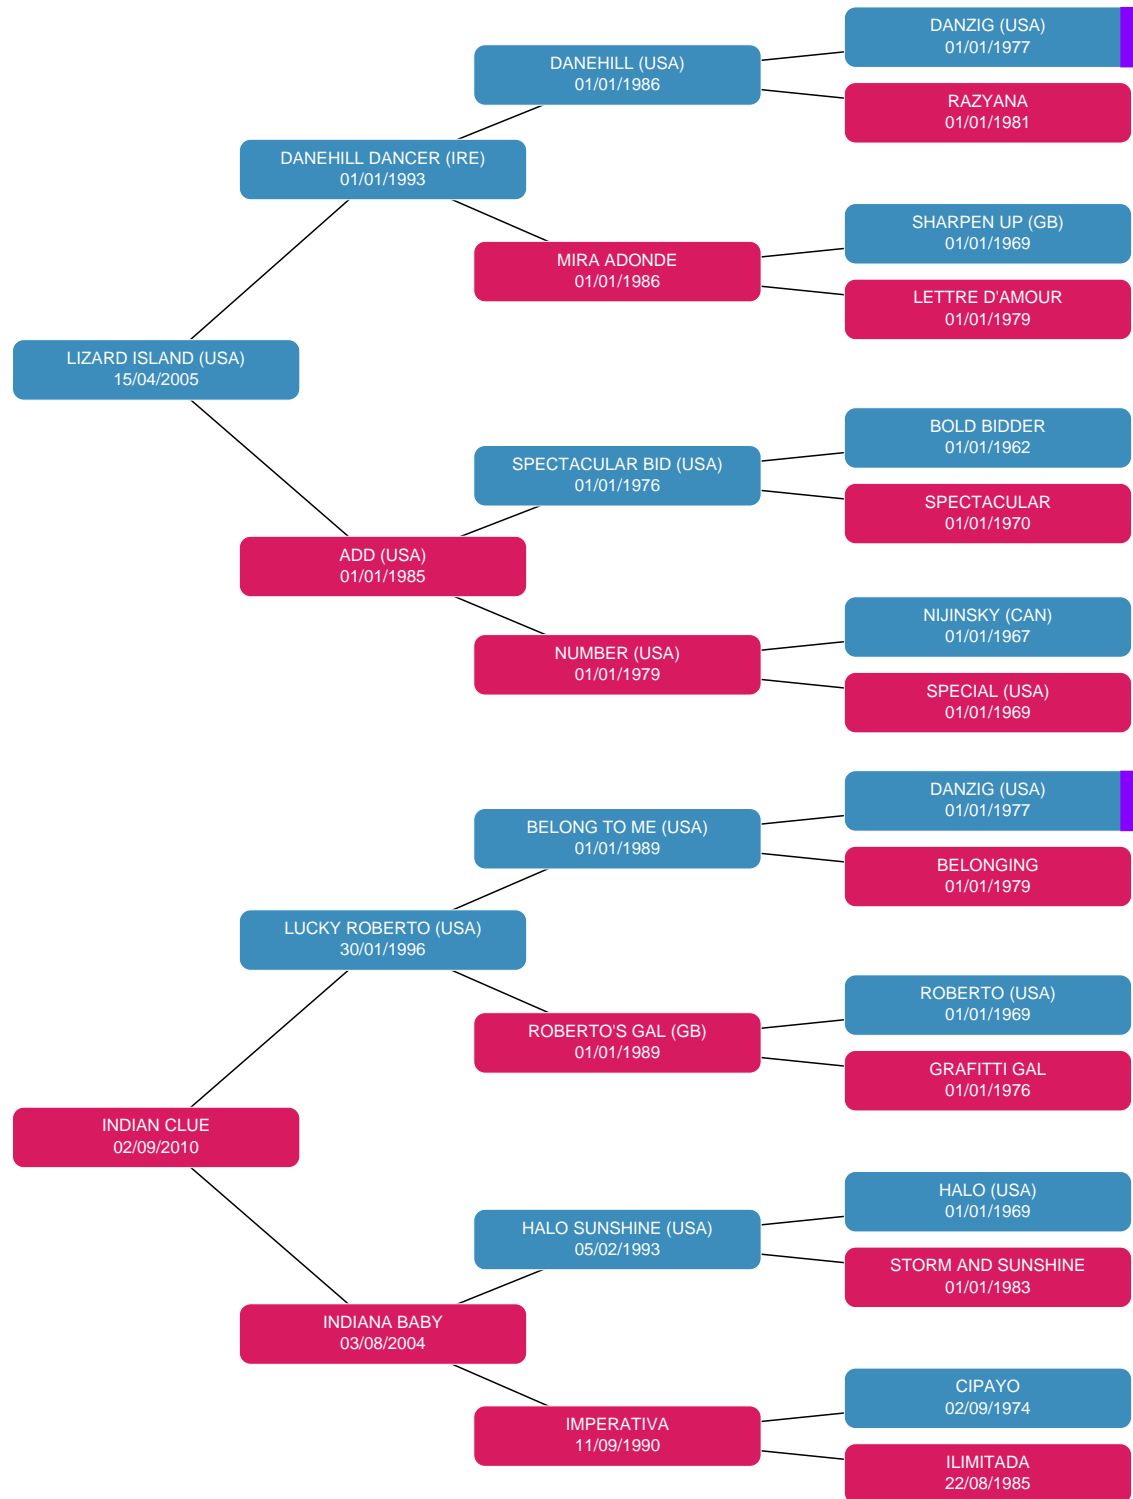 DANZIG (USA)
01/01/1977
DANEHILL (USA)
01/01/1986
RAZYANA
01/01/1981
DANEHILL DANCER (IRE)
01/01/1993
SHARPEN UP (GB)
01/01/1969
MIRA ADONDE
01/01/1986
LETTRE D'AMOUR
01/01/1979
LIZARD ISLAND (USA)
15/04/2005
BOLD BIDDER
01/01/1962
SPECTACULAR BID (USA)
01/01/1976
SPECTACULAR
01/01/1970
ADD (USA)
01/01/1985
NIJINSKY (CAN)
01/01/1967
NUMBER (USA)
01/01/1979
SPECIAL (USA)
01/01/1969
DANZIG (USA)
01/01/1977
BELONG TO ME (USA)
01/01/1989
BELONGING
01/01/1979
LUCKY ROBERTO (USA)
30/01/1996
ROBERTO (USA)
01/01/1969
ROBERTO'S GAL (GB)
01/01/1989
GRAFITTI GAL
01/01/1976
INDIAN CLUE
02/09/2010
HALO (USA)
01/01/1969
HALO SUNSHINE (USA)
05/02/1993
STORM AND SUNSHINE
01/01/1983
INDIANA BABY
03/08/2004
CIPAYO
02/09/1974
IMPERATIVA
11/09/1990
ILIMITADA
22/08/1985